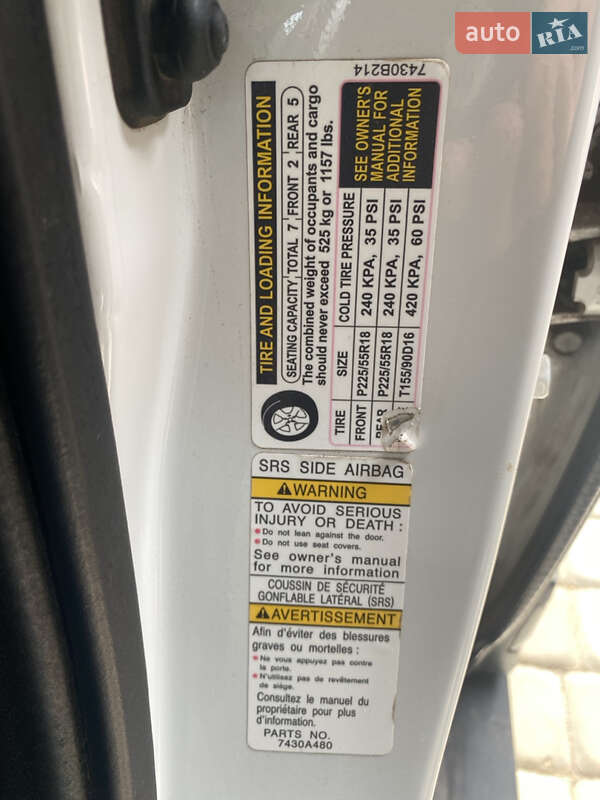 auto RIA.com
7430B214
TIRE AND LOADING INFORMATION
SEATING CAPACITY TOTAL 7 FRONT 2 REAR 5
The combined weight of occupants and cargo
should never exceed 525 kg or 1157 lbs.
TIRE SIZE COLD TIRE PRESSURE
FRONT P225/55R18 240 KPA, 35 PSI
REAR P225/55R18 240 KPA, 35 PSI
T155/90D16 420 KPA, 60 PSI
SEE OWNER'S
MANUAL FOR
ADDITIONAL
INFORMATION
SRS SIDE AIRBAG
WARNING
TO AVOID SERIOUS
INJURY OR DEATH :
Do not lean against the door.
Do not use seat covers.
See owner's manual
for more information
COUSSIN DE SÉCURITÉ
GONFLABLE LATÉRAL (SRS)
AVERTISSEMENT
Afin d'éviter des blessures
graves ou mortelles :
Ne vous appuyez pas contre
la porte.
N'utilisez pas de revêtement
de siège.
Consultez le manuel du
propriétaire pour plus
d'information.
PARTS NO.
7430A480